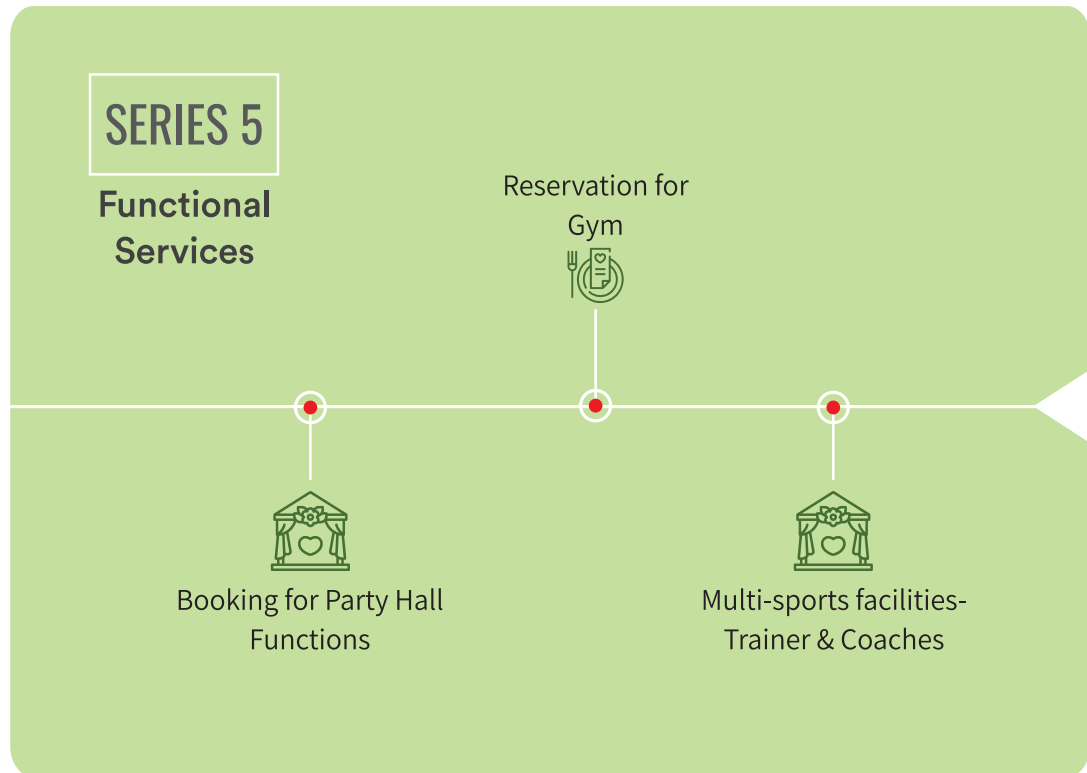 SERIES 5
Functional
Services
Reservation for
Gym
Booking for Party Hall
Functions
Multi-sports facilities-
Trainer & Coaches